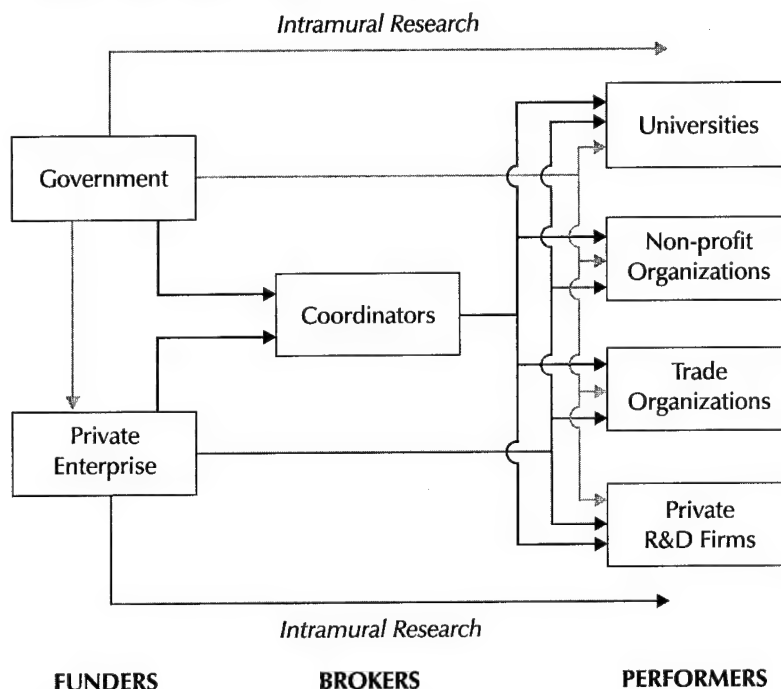 Intramural Research
Universities
Government
Non-profit
Organizations
Coordinators
Trade
Organizations
Private
Enterprise
Private
R&D Firms
Intramural Research
FUNDERS BROKERS PERFORMERS